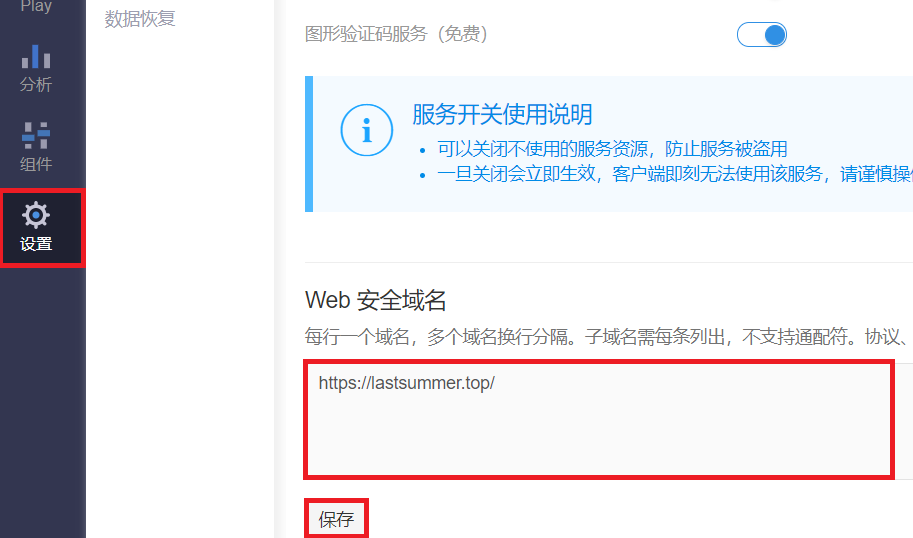 Play
数据恢复
分析
组件
设置
图形验证码服务（免费）
服务开关使用说明
可以关闭不使用的服务资源，防止服务被盗用
一旦关闭会立即生效，客户端即刻无法使用该服务，请谨慎操
Web 安全域名
每行一个域名，多个域名换行分隔。子域名需每条列出，不支持通配符。协议、
https://lastsummer.top/
保存